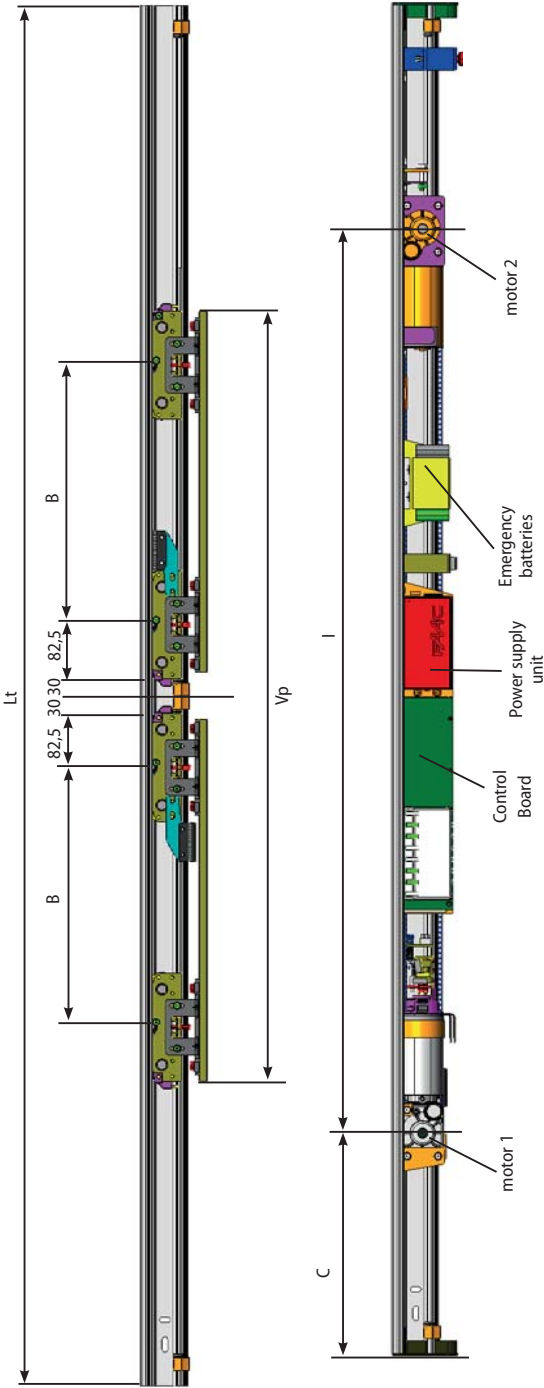 Lt
B
82,5
30
30
82,5
B
Vp
I
C
motor 2
Emergency
batteries
Power supply
unit
FAAC
Control
Board
motor 1